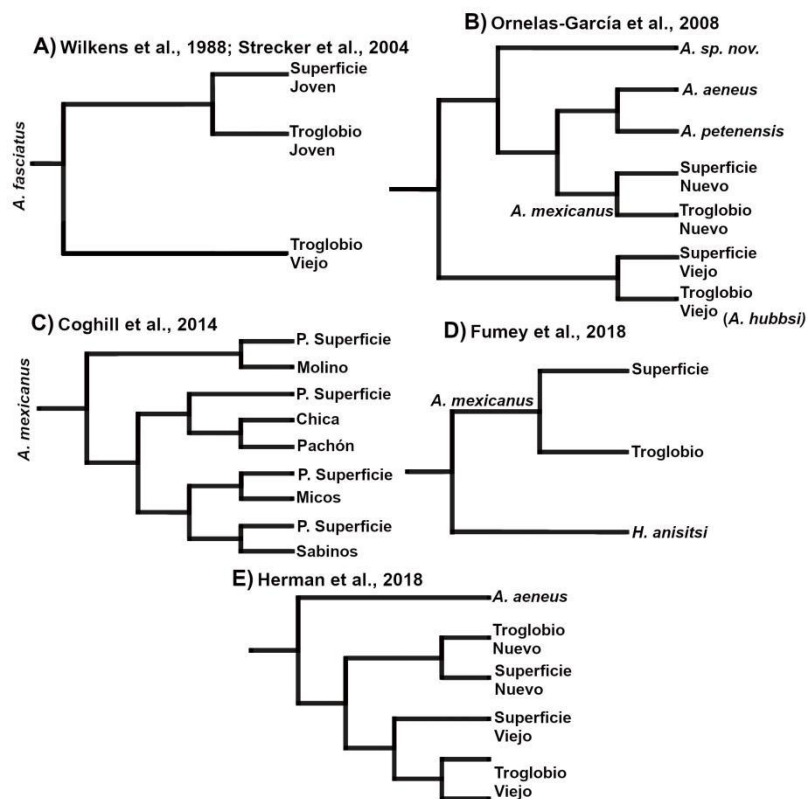 A) Wilkens et al., 1988; Strecker et al., 2004
A. fasciatus
Superficie
Joven
Troglobio
Joven
Troglobio
Viejo
B) Ornelas-García et al., 2008
A. sp. nov.
A. aeneus
A. petenensis
A. mexicanus
Superficie
Nuevo
Troglobio
Nuevo
Superficie
Viejo
Troglobio
Viejo (A. hubbsi)
C) Coghill et al., 2014
A. mexicanus
P. Superficie
Molino
P. Superficie
Chica
Pachón
P. Superficie
Micos
P. Superficie
Sabinos
D) Fumey et al., 2018
A. mexicanus
Superficie
Troglobio
H. anisitsi
E) Herman et al., 2018
A. aeneus
Troglobio
Nuevo
Superficie
Nuevo
Superficie
Viejo
Troglobio
Viejo